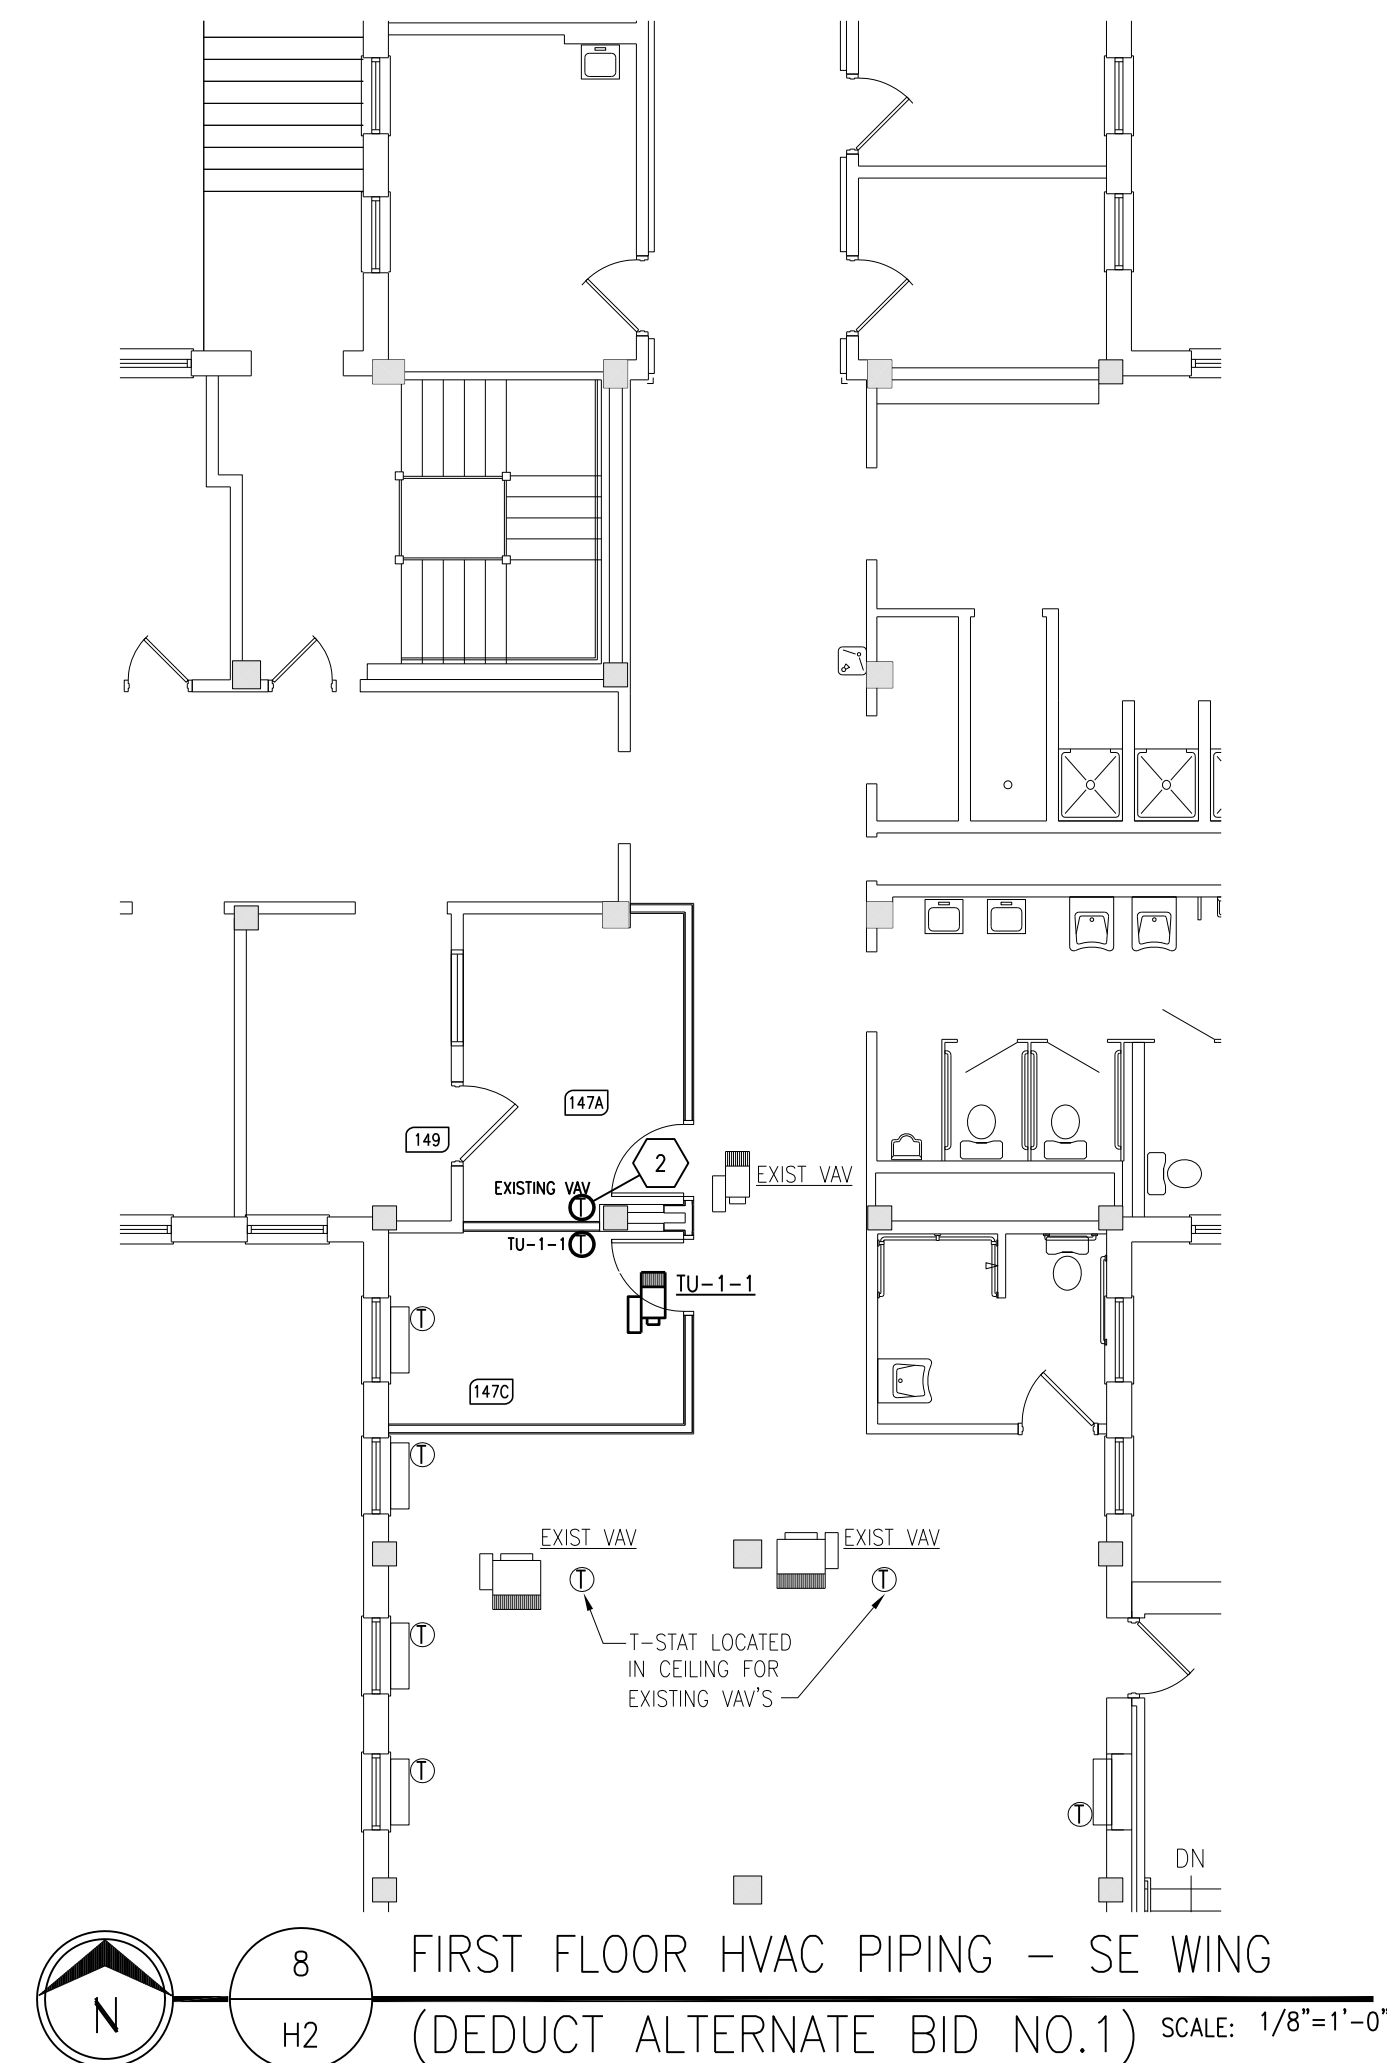 147A
149
2
EXISTING VAV
T
EXIST VAV
TU-1-1
T
TU-1-1
T
147C
T
EXIST VAV
EXIST VAV
T
T
T
T-STAT LOCATED
IN CEILING FOR
EXISTING VAV'S
T
T
DN
N
8
H2
FIRST FLOOR HVAC PIPING - SE WING
(DEDUCT ALTERNATE BID NO.1)
SCALE: 1/8"=1'-0"